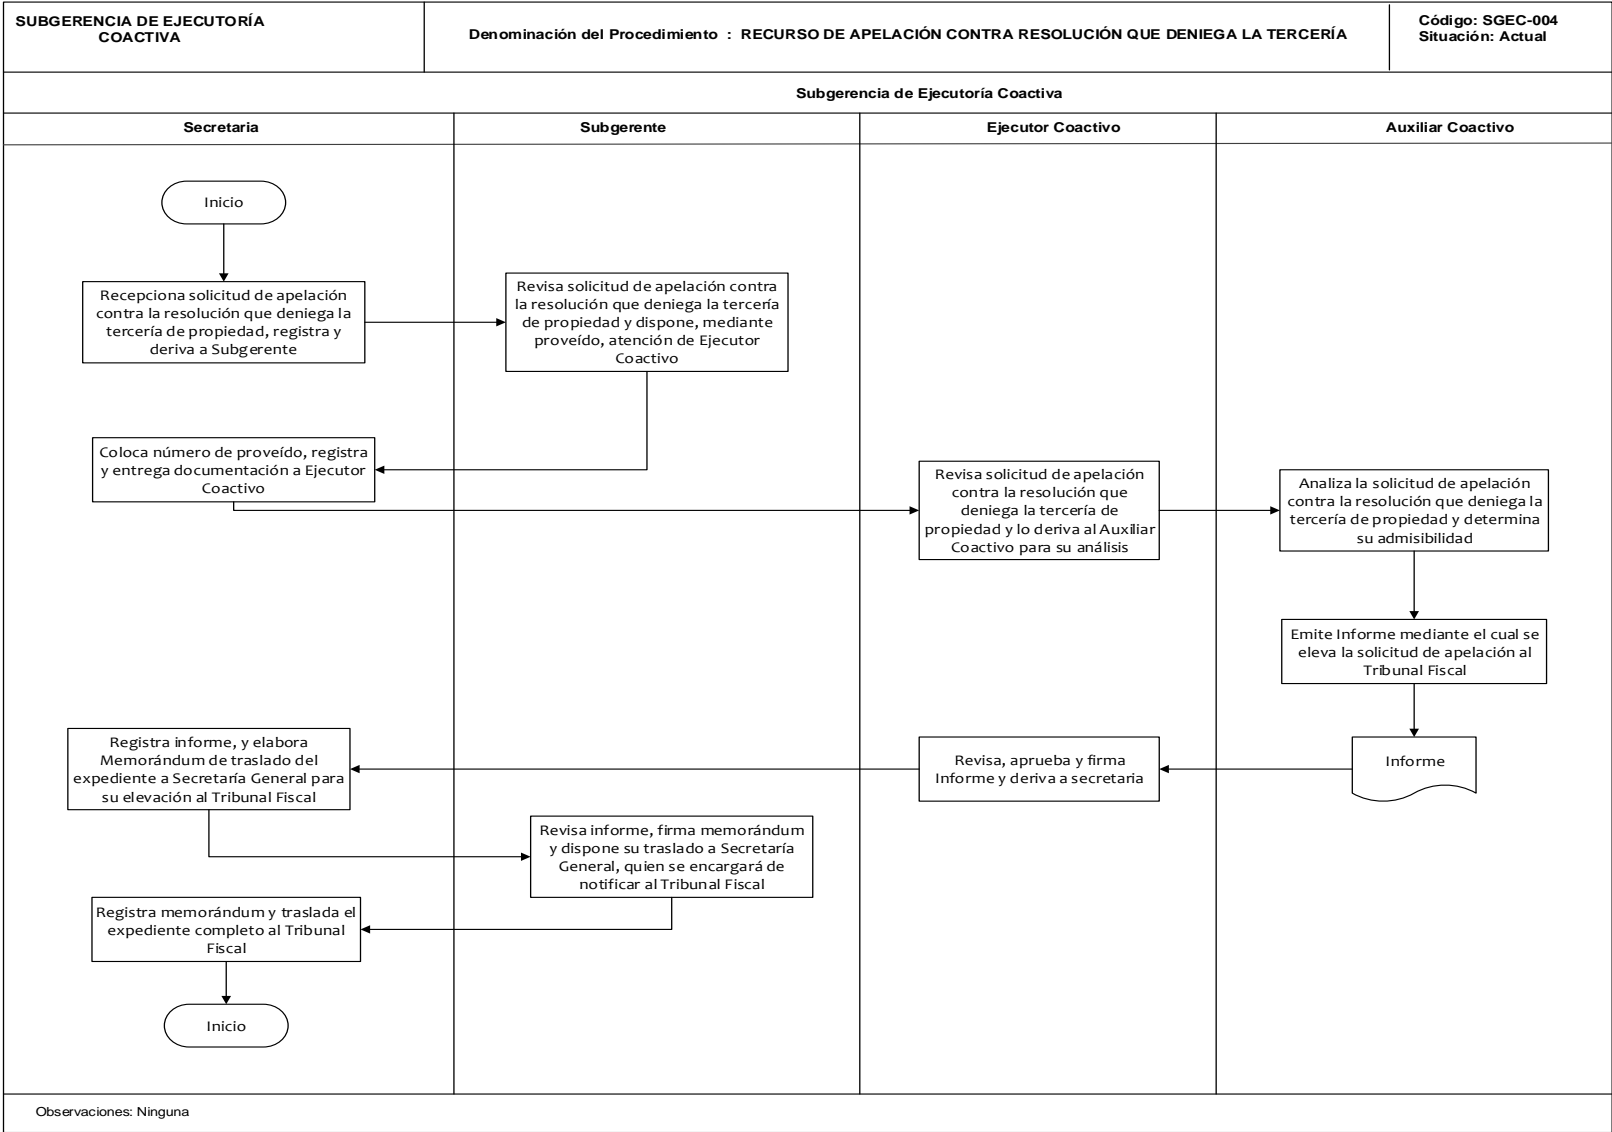 SUBGERENCIA DE EJECUTORÍA
COACTIVA
Denominación del Procedimiento : RECURSO DE APELACIÓN CONTRA RESOLUCIÓN QUE DENIEGA LA TERCERÍA
Código: SGEC-004
Situación: Actual
Subgerencia de Ejecutoría Coactiva
Secretaria
Subgerente
Ejecutor Coactivo
Auxiliar Coactivo
Inicio
Recepciona solicitud de apelación
contra la resolución que deniega la
tercería de propiedad, registra y
deriva a Subgerente
Revisa solicitud de apelación contra
la resolución que deniega la tercería
de propiedad y dispone, mediante
proveído, atención de Ejecutor
Coactivo
Coloca número de proveído, registra
y entrega documentación a Ejecutor
Coactivo
Revisa solicitud de apelación
contra la resolución que
deniega la tercería de
propiedad y lo deriva al Auxiliar
Coactivo para su análisis
Analiza la solicitud de apelación
contra la resolución que deniega la
tercería de propiedad y determina
su admisibilidad
Emite Informe mediante el cual se
eleva la solicitud de apelación al
Tribunal Fiscal
Informe
Revisa, aprueba y firma
Informe y deriva a secretaria
Registra informe, y elabora
Memorándum de traslado del
expediente a Secretaría General para
su elevación al Tribunal Fiscal
Revisa informe, firma memorándum
y dispone su traslado a Secretaría
General, quien se encargará de
notificar al Tribunal Fiscal
Registra memorándum y traslada el
expediente completo al Tribunal
Fiscal
Inicio
Observaciones: Ninguna